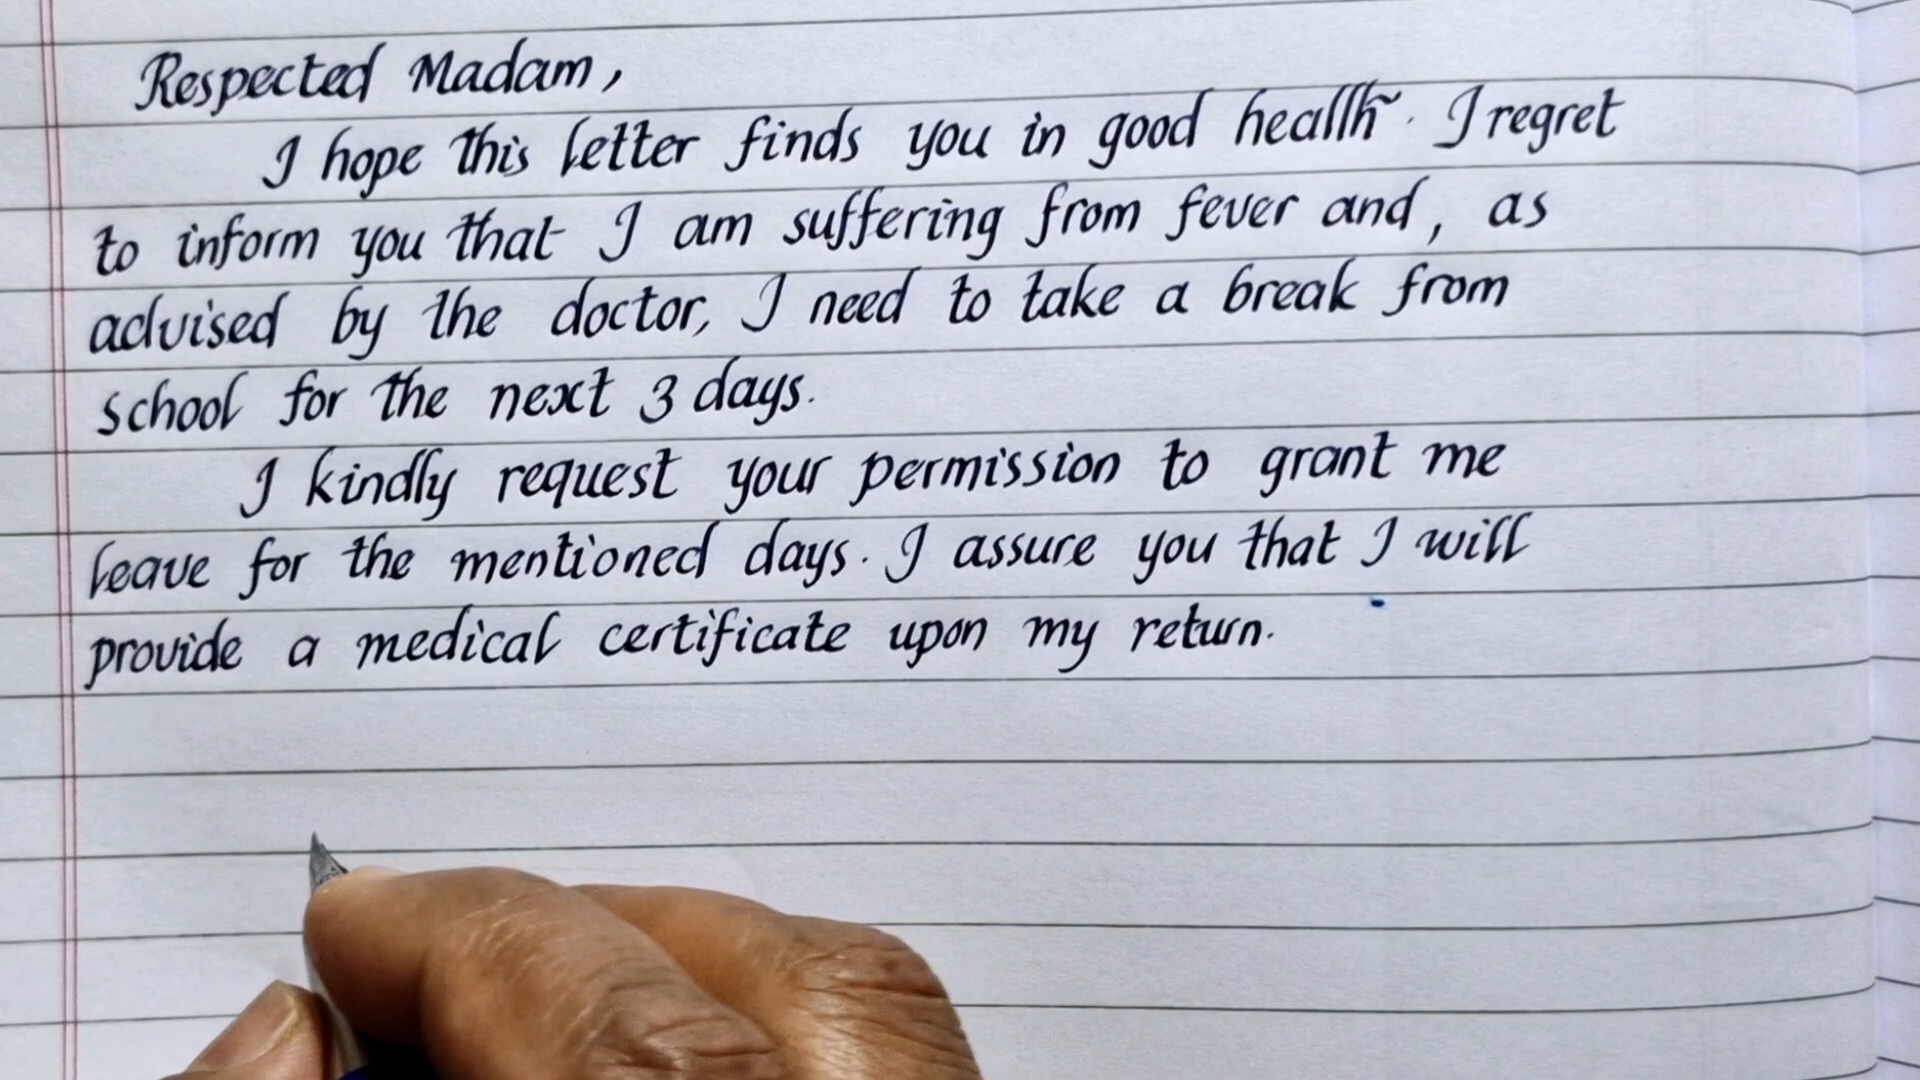 Respected Madam,
I hope this letter finds you in good health. I regret
to inform you that I am suffering from fever and, as
advised by the doctor, I need to take a break from
school for the next 3 days.
I kindly request your permission to grant me
leave for the mentioned days. I assure you that I will
provide a medical certificate upon my return.